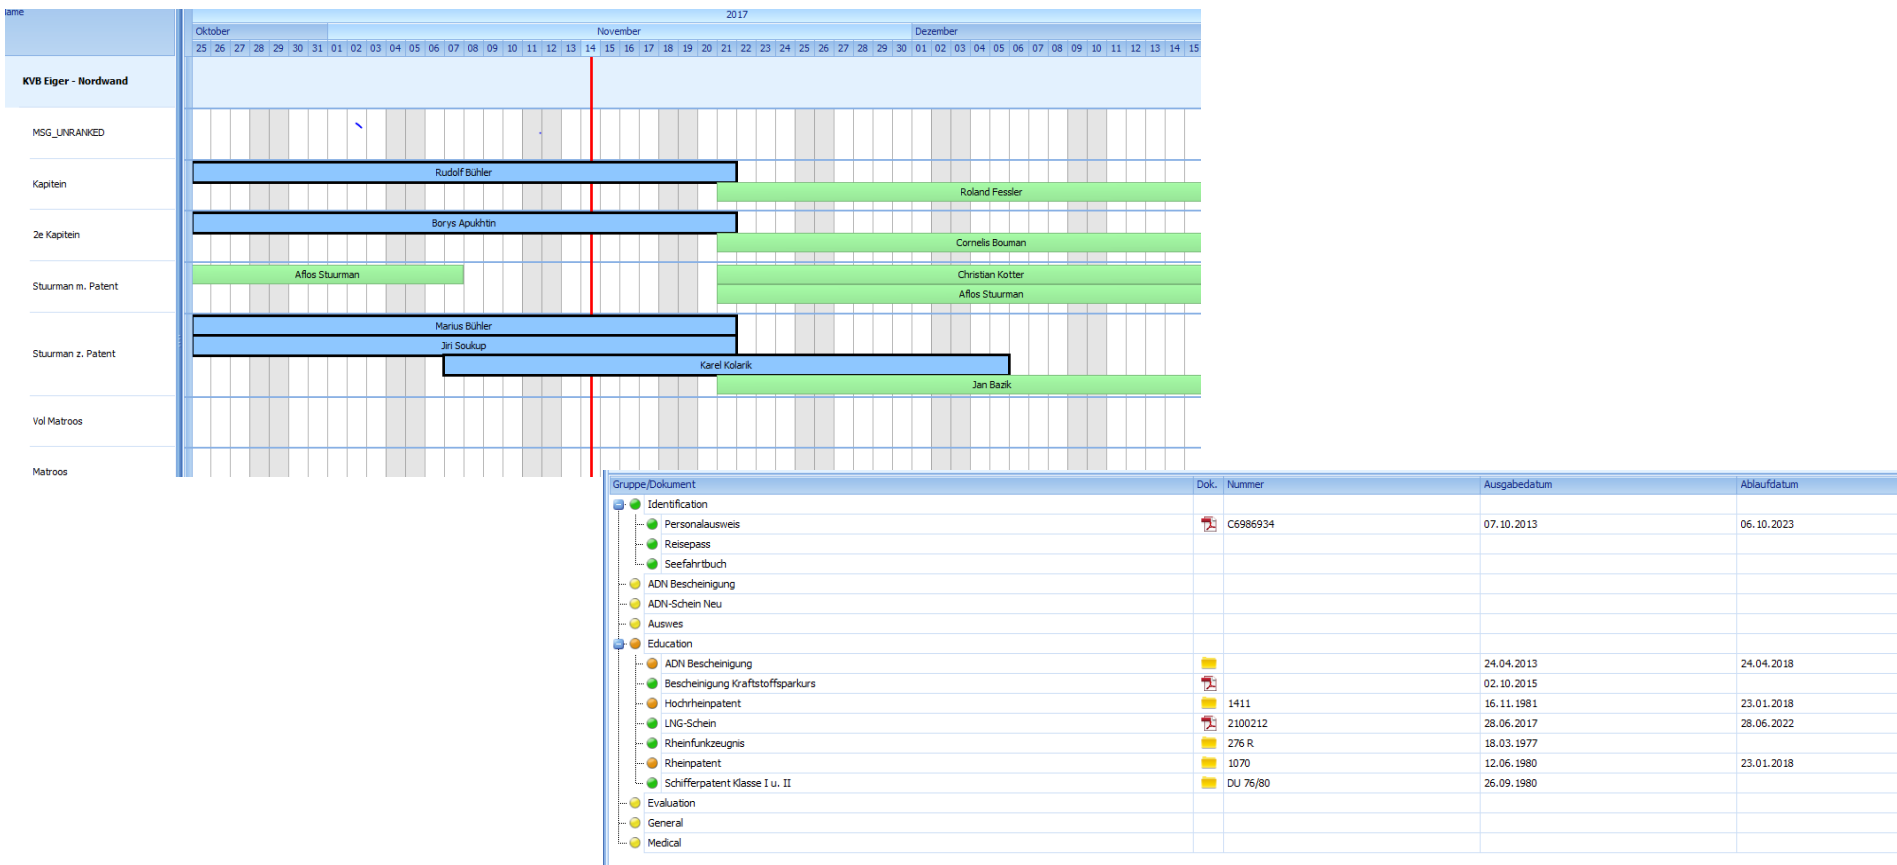 ame
2017
Oktober November Dezember
25 26 27 28 29 30 31 01 02 03 04 05 06 07 08 09 10 11 12 13 14 15 16 17 18 19 20 21 22 23 24 25 26 27 28 29 30 01 02 03 04 05 06 07 08 09 10 11 12 13 14 15
KVB Eiger - Nordwand
MSG_UNRANKED
Kapitein
Rudolf Bühler
Roland Fessler
2e Kapitein
Borys Apukhtin
Cornelis Bouman
Stuurman m. Patent
Aflos Stuurman
Christian Kotter
Aflos Stuurman
Stuurman z. Patent
Marius Bühler
Jiri Soukup
Karel Kolarik
Jan Bazik
Vol Matroos
Matroos
Gruppe/Dokument Dok. Nummer Ausgabedatum Ablaufdatum
Identification
Personalausweis C6986934 07.10.2013 06.10.2023
Reisepass
Seefahrtbuch
ADN Bescheinigung
ADN-Schein Neu
Auswes
Education
ADN Bescheinigung 24.04.2013 24.04.2018
Bescheinigung Kraftstoffsparkurs 02.10.2015
Hochrheinpatent 1411 16.11.1981 23.01.2018
LNG-Schein 2100212 28.06.2017 28.06.2022
Rheinfunkzeugnis 276 R 18.03.1977
Rheinpatent 1070 12.06.1980 23.01.2018
Schifferpatent Klasse I u. II DU 76/80 26.09.1980
Evaluation
General
Medical